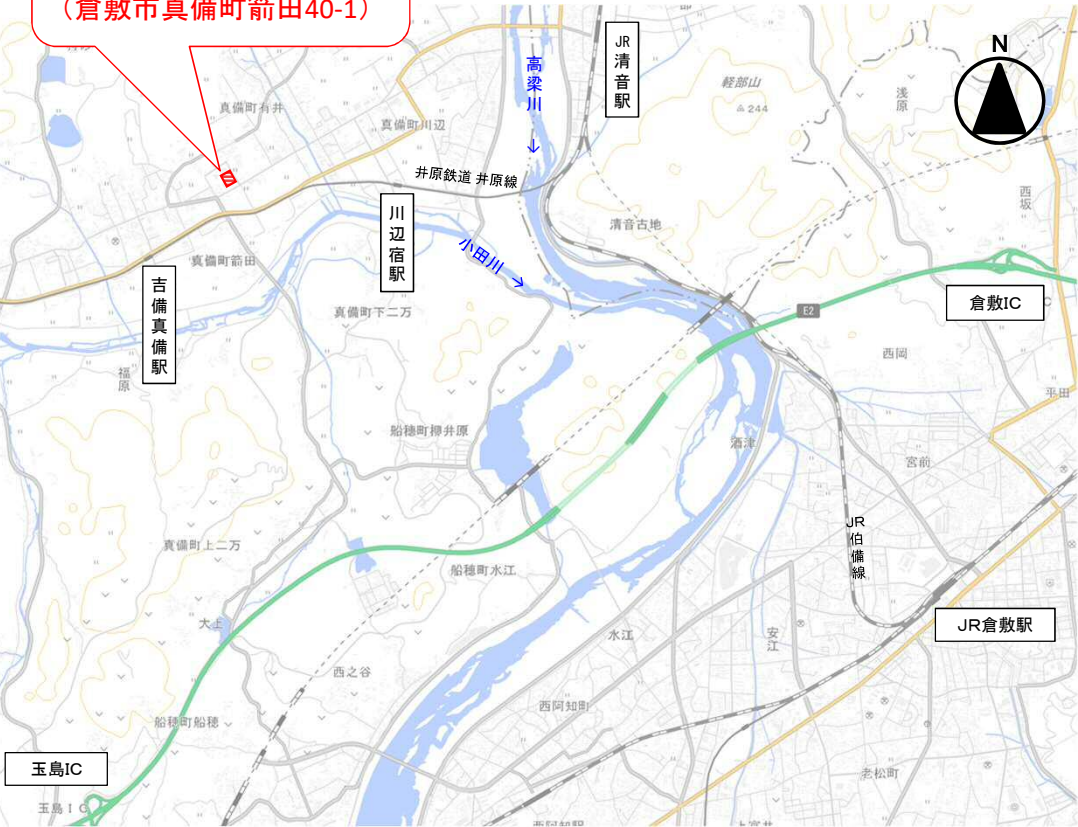 （倉敷市真備町箭田40-1）
JR清音駅
高梁川
→
N
軽部山
244
浅原
真備町有井
真備町川辺
井原鉄道 井原線
西坂
川辺宿駅
清音古地
小田川 →
真備町箭田
吉備真備駅
真備町下二万
倉敷IC
E2
西岡
福原
平田
船穂町柳井原
酒津
宮前
JR伯備線
真備町上二万
船穂町水江
大上
水江
安江
JR倉敷駅
西之谷
西阿知町
船穂町船穂
玉島IC
玉島IC
老松町